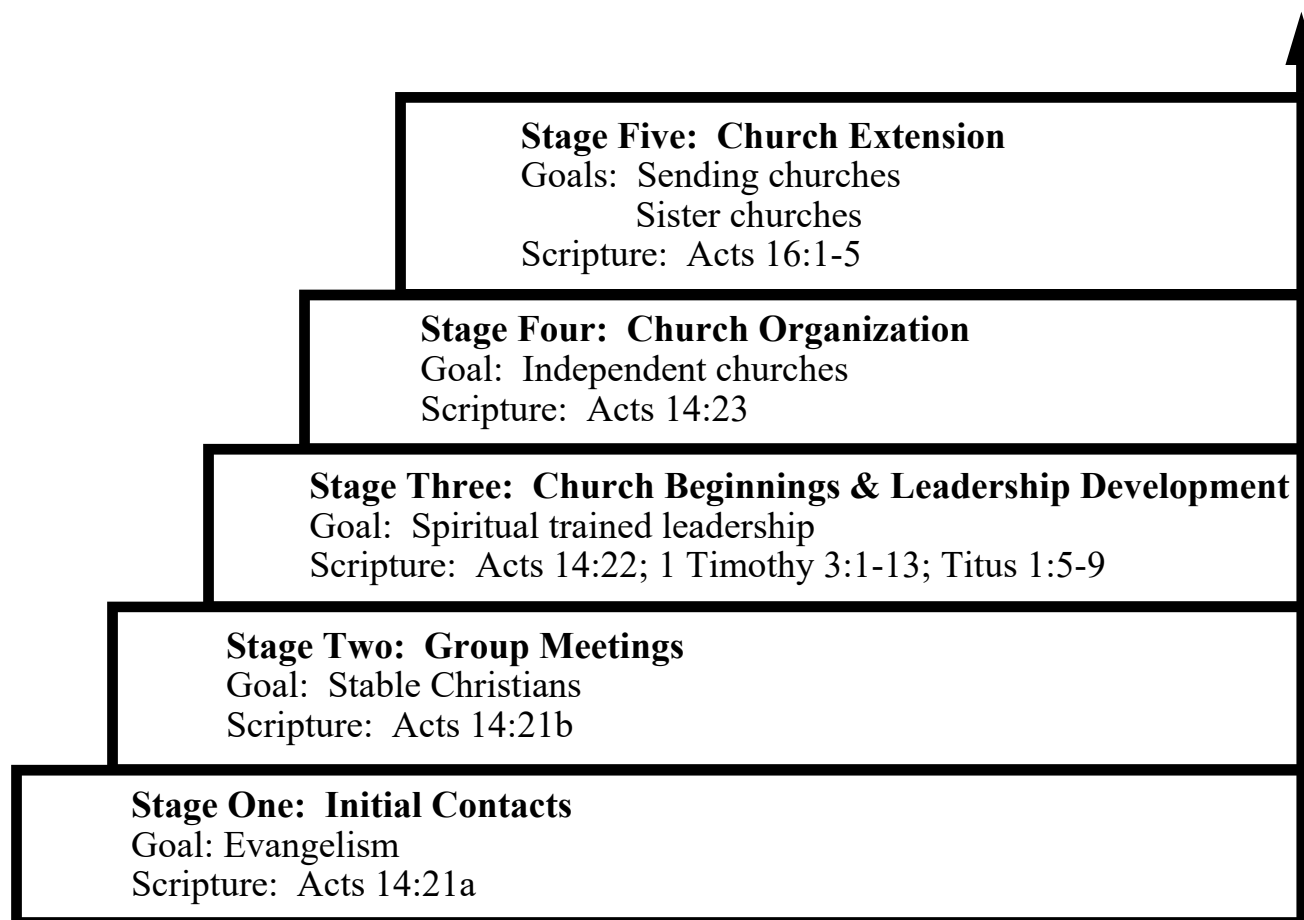 Stage Five:  Church Extension
Goals:  Sending churches
Sister churches
Scripture:  Acts 16:1-5
Stage Four:  Church Organization
Goal:  Independent churches
Scripture:  Acts 14:23
Stage Three:  Church Beginnings & Leadership Development
Goal:  Spiritual trained leadership
Scripture:  Acts 14:22; 1 Timothy 3:1-13; Titus 1:5-9
Stage Two:  Group Meetings
Goal:  Stable Christians
Scripture:  Acts 14:21b
Stage One:  Initial Contacts
Goal: Evangelism
Scripture:  Acts 14:21a